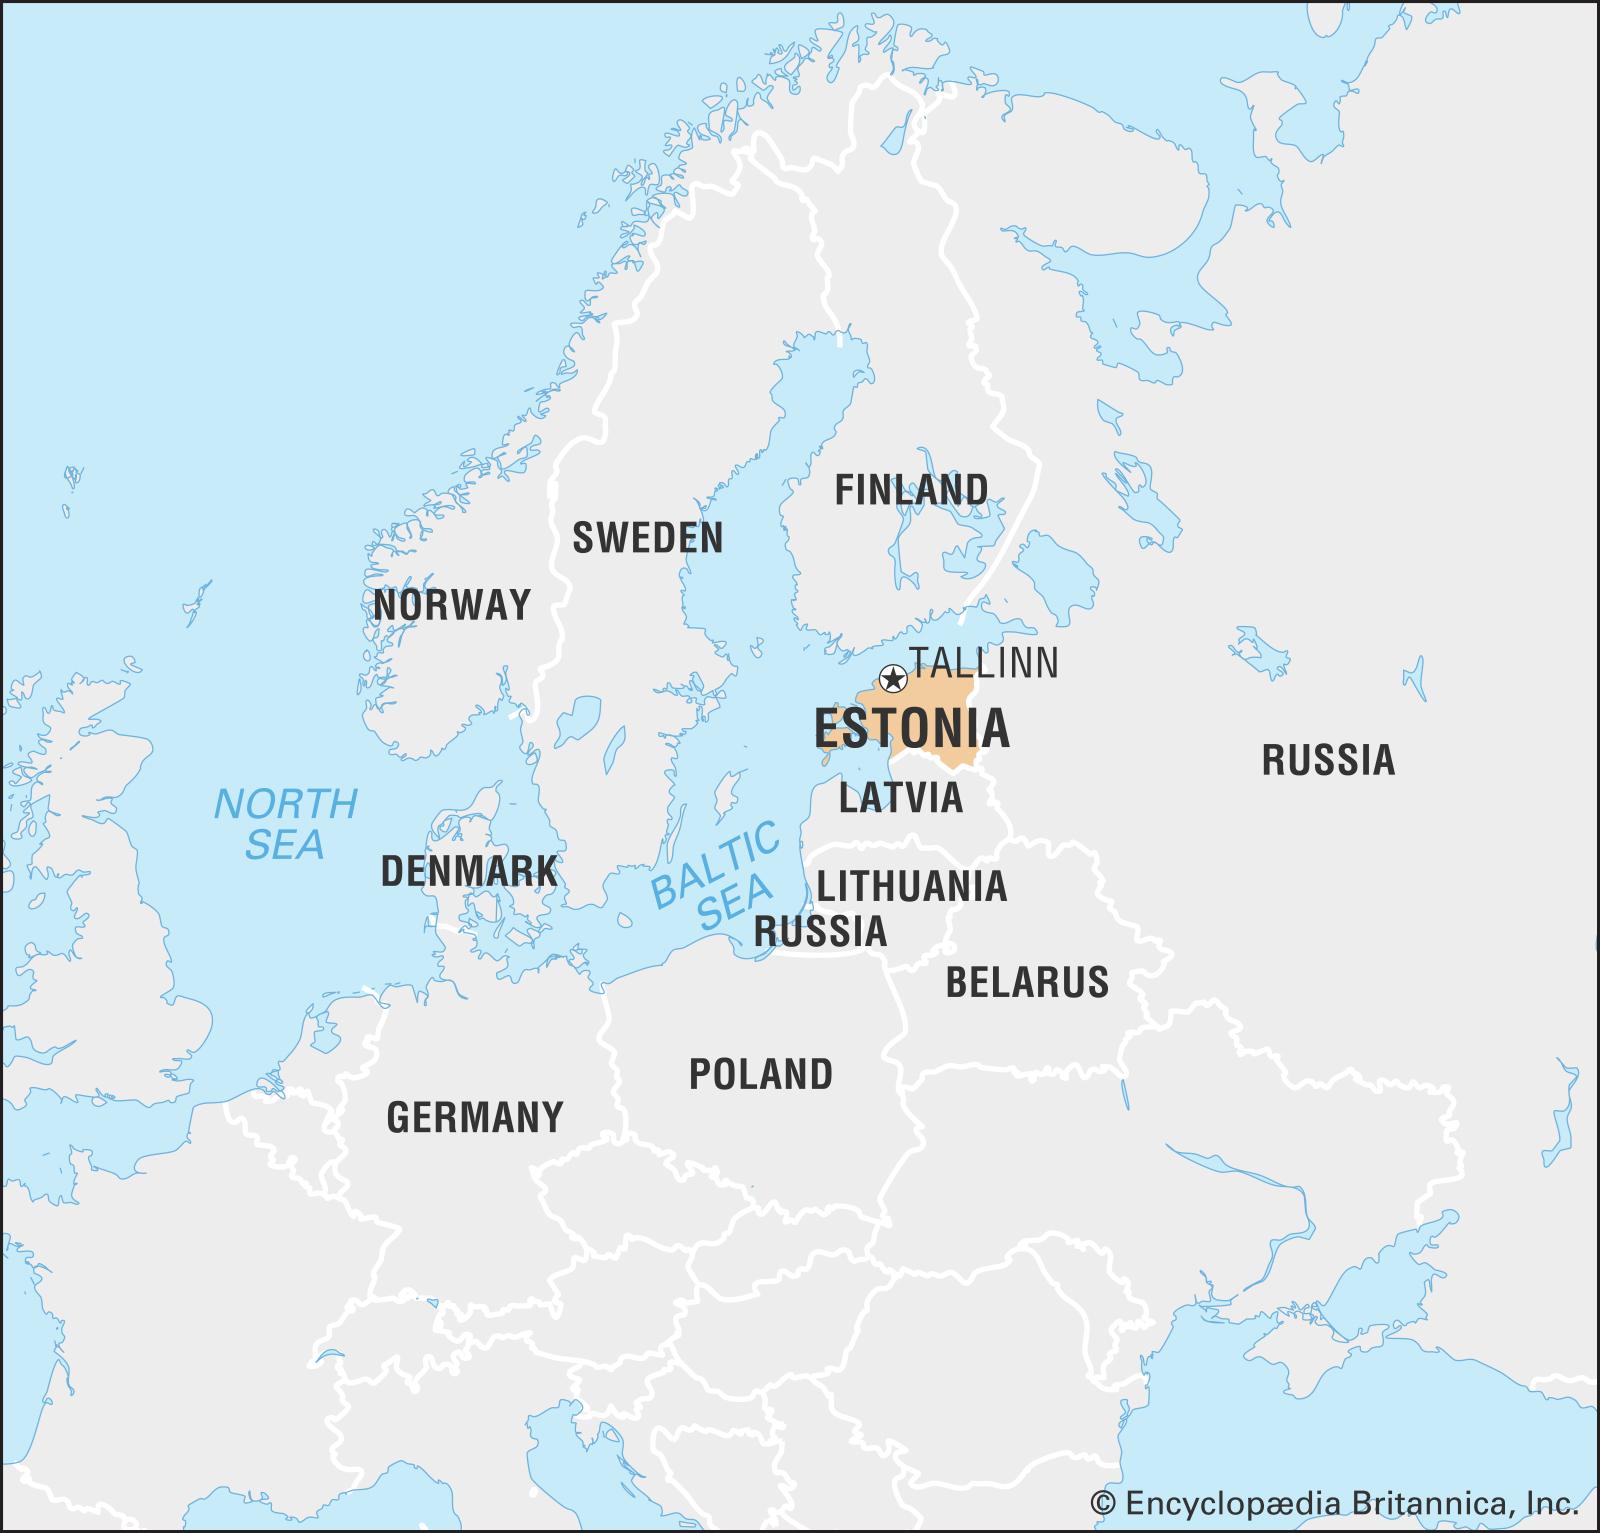 FINLAND
SWEDEN
NORWAY
TALLINN
ESTONIA
RUSSIA
LATVIA
NORTH
SEA
BALTIC
SEA
DENMARK
LITHUANIA
RUSSIA
BELARUS
POLAND
GERMANY
© Encyclopædia Britannica, Inc.